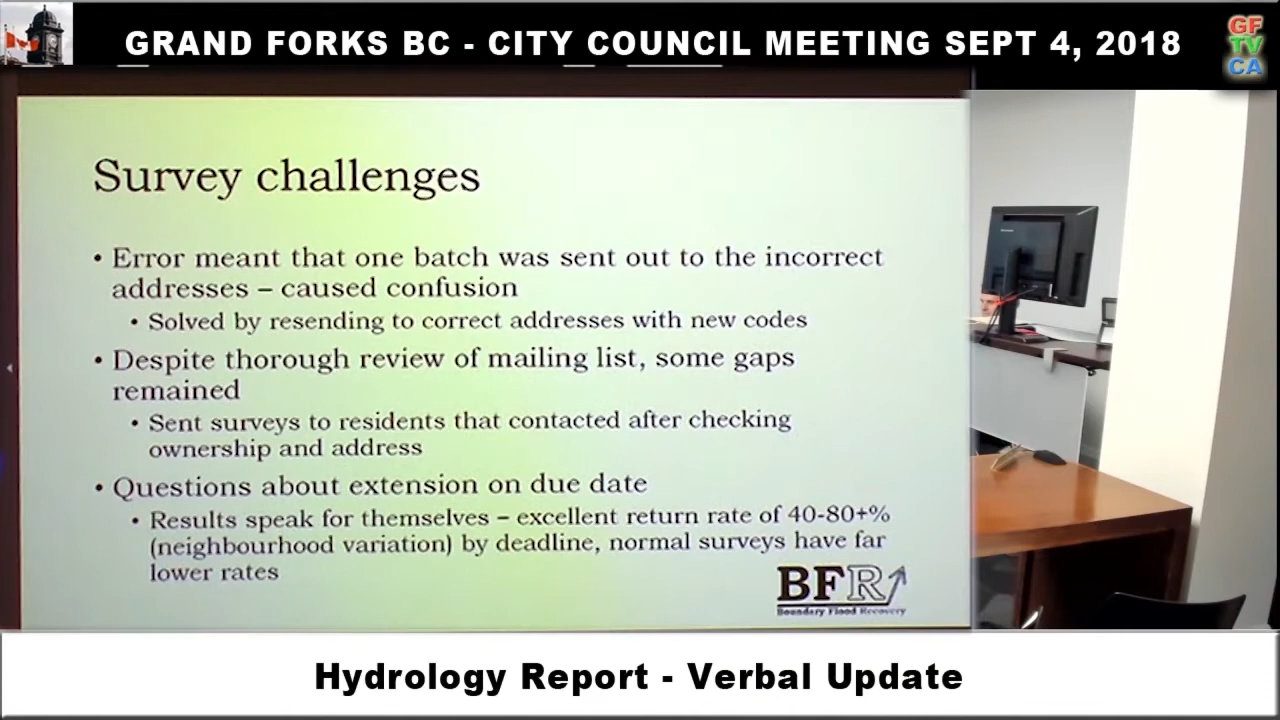 GRAND FORKS BC - CITY COUNCIL MEETING SEPT 4, 2018
GF
TV
CA
Survey challenges
• Error meant that one batch was sent out to the incorrect
addresses – caused confusion
• Solved by resending to correct addresses with new codes
• Despite thorough review of mailing list, some gaps
remained
• Sent surveys to residents that contacted after checking
ownership and address
• Questions about extension on due date
• Results speak for themselves – excellent return rate of 40-80+%
(neighbourhood variation) by deadline, normal surveys have far
lower rates
BFR
Boundary Flood Recovery
Hydrology Report - Verbal Update